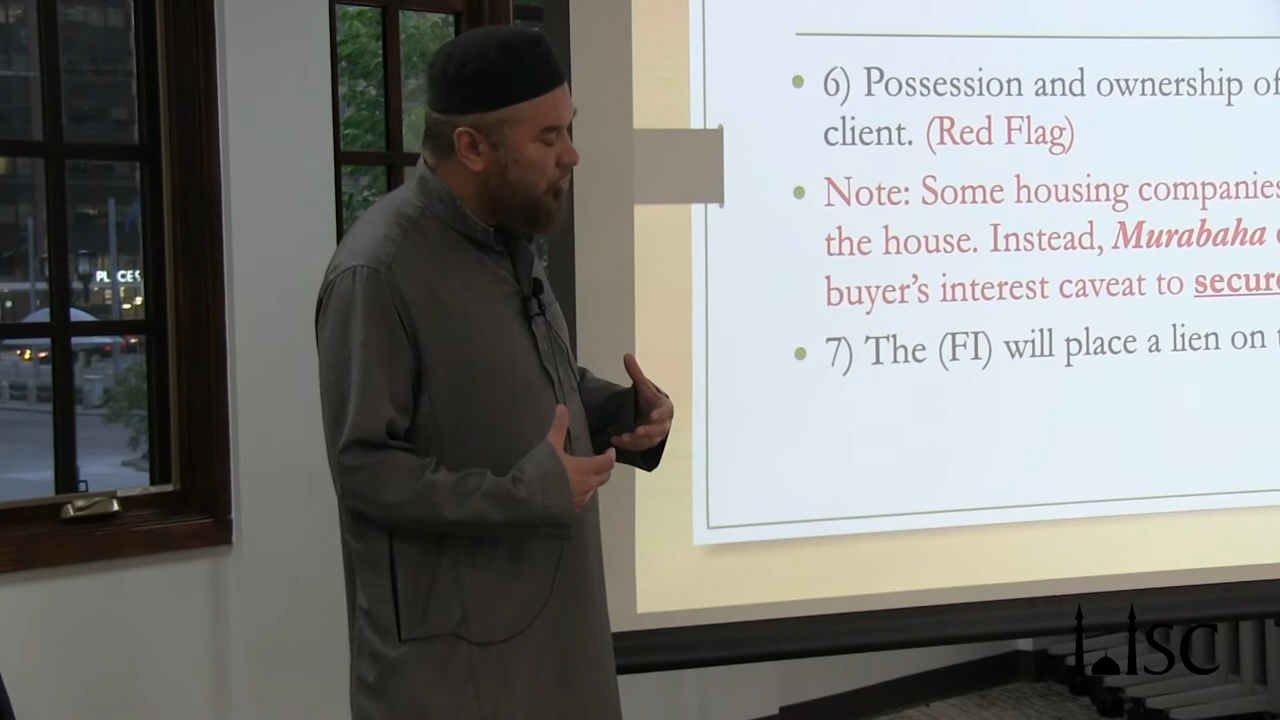 6) Possession and ownership of
client. (Red Flag)
Note: Some housing companies
the house. Instead, Murabaha
buyer's interest caveat to secure
7) The (FI) will place a lien on
PLACES
ISC